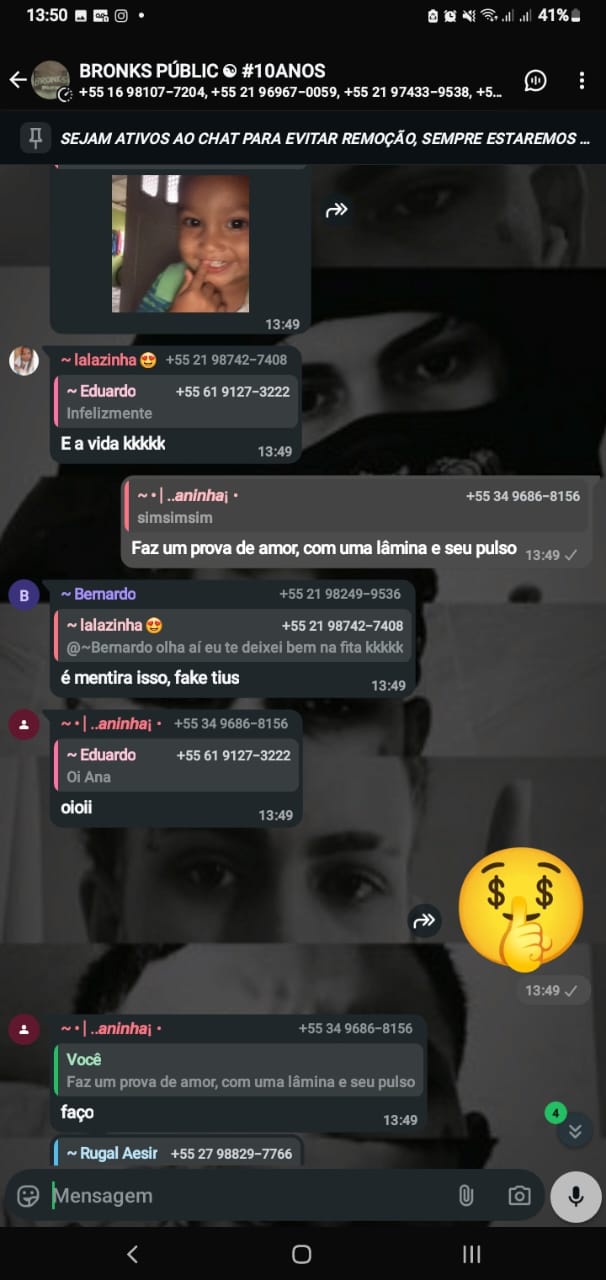 13:50
41%
BRONKS PÚBLIC ☯ #10ANOS
+55 16 98107-7204, +55 21 96967-0059, +55 21 97433-9538, +5...
SEJAM ATIVOS AO CHAT PARA EVITAR REMOÇÃO, SEMPRE ESTAREMOS ...
13:49
~ lalazinha 😍 +55 21 98742-7408
~ Eduardo +55 61 9127-3222
Infelizmente
E a vida kkkkk
13:49
~ • | ..aninha¡ • +55 34 9686-8156
simsimsim
Faz um prova de amor, com uma lâmina e seu pulso
13:49
B
~ Bernardo +55 21 98249-9536
~ lalazinha 😍 +55 21 98742-7408
@~Bernardo olha aí eu te deixei bem na fita kkkkk
é mentira isso, fake tius
13:49
~ • | ..aninha¡ • +55 34 9686-8156
~ Eduardo +55 61 9127-3222
Oi Ana
oioii
13:49
13:49
~ • | ..aninha¡ • +55 34 9686-8156
Você
Faz um prova de amor, com uma lâmina e seu pulso
faço
13:49
4
~ Rugal Aesir +55 27 98829-7766
Mensagem